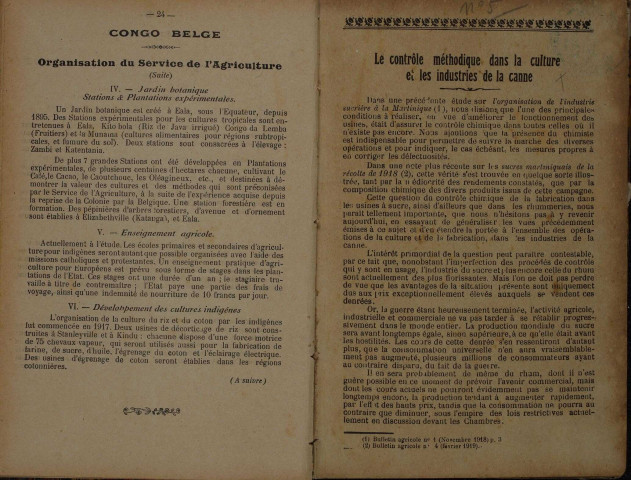 — 24 —
CONGO BELGE
Organisation du Service de l'Agriculture
(Suite)
IV. — Jardin botanique
Stations & Plantations expérimentales.
Un Jardin botanique est créé à Eala, sous l'Equateur, depuis
1895. Des Stations expérimentales pour les cultures tropicales sont en-
tretenues à Eala, Kitobola (Riz de Java irrigué) Congo da Lemba
(Fruitiers) et la Munama (cultures alimentaires pour régions subtropi-
cales, et fumure du sol). Deux stations sont consacrées à l'élevage :
Zambi et Katentania.
De plus 7 grandes Stations ont été développées en Plantations
expérimentales, de plusieurs centaines d'hectares chacune, cultivant le
Café, le Cacao, le Caoutchouc, les Oléagineux, etc., et destinées à dé-
montrer la valeur des cultures et des méthodes qui sont préconisées
par le Service de l'Agriculture, à la suite de l'expérience acquise depuis
la reprise de la Colonie par la Belgique. Une station forestière est en
formation. Des pépinières d'arbres forestiers, d'avenue et d'ornement
sont établies à Elizabethville (Katanga), et Eala.
V. — Enseignement agricole.
Actuellement à l'étude. Les écoles primaires et secondaires d'agricul-
ture pour indigènes seront autant que possible organisées avec l'aide des
missions catholiques et protestantes. Un enseignement pratique d'agri-
culture pour Européens est prévu sous forme de stages dans les plan-
tations de l'Etat. Ces stages ont une durée d'un an ; le stagiaire tra-
vaille à titre de contremaître ; l'Etat paye une partie des frais de
voyage, ainsi qu'une indemnité de nourriture de 10 francs par jour.
VI. — Développement des cultures indigènes
L'organisation de la culture du riz et du coton par les indigènes
fut commencée en 1917. Deux usines de décorticage de riz sont cons-
truites à Stanleyville et à Kindu ; chacune dispose d'une force motrice
de 75 chevaux vapeur, qui seront utilisés aussi pour la fabrication de
farine, de sucre, d'huile, l'égrenage du coton et l'éclairage électrique.
Des usines d'égrenage de coton seront établies dans les régions
cotonnières.
(A suivre)
n° 5
Le contrôle méthodique dans la culture
et les industries de la canne
Dans une précédente étude sur l'organisation de l'industrie
sucrière à la Martinique (1), nous disions que l'une des principales
conditions à réaliser, en vue d'améliorer le fonctionnement des
usines, était d'assurer le contrôle chimique dans toutes celles où il
n'existe pas encore. Nous ajoutions que la présence du chimiste
est indispensable pour permettre de suivre la marche des diverses
opérations et pour indiquer, le cas échéant, les mesures propres à
en corriger les défectuosités.
Dans une acte plus récente sur les sucres martiniquais de la
récolte de 1918 (2), cette vérité s'est trouvée en quelque sorte illus-
trée, tant par la médiocrité des rendements constatés, que par la
composition chimique des divers produits issus de cette campagne.
Cette question du contrôle chimique de la fabrication dans
les usines à sucre, ainsi d'ailleurs que dans les rhummeries, nous
paraît tellement importante, que nous n'hésitons pas à y revenir
aujourd'hui, en essayant de généraliser les vues précédemment
émises à ce sujet et d'en étendre la portée à l'ensemble des opéra-
tions de la culture et de la fabrication, dans les industries de la
canne.
L'intérêt primordial de la question peut paraître contestable,
par ce fait que, nonobstant l'imperfection des procédés de contrôle
qui y sont en usage, l'industrie du sucre et plus encore celle du rhum
sont actuellement des plus florissantes. Mais l'on ne doit pas perdre
de vue que les avantages de la situation présente sont uniquement
dus aux prix exceptionnellement élevés auxquels se vendent ces
denrées.
Or, la guerre étant heureusement terminée, l'activité agricole,
industrielle et commerciale ne va pas tarder à se rétablir progres-
sivement dans le monde entier. La production mondiale du sucre
sera avant longtemps égale, sinon supérieure, à ce qu'elle était avant
les hostilités. Les cours de cette denrée s'en ressentiront d'autant
plus, que la consommation universelle n'en sera vraisemblable-
ment pas augmentée, plusieurs millions de consommateurs ayant
au contraire disparu, du fait de la guerre.
Il en sera probablement de même du rhum, dont il n'est
guère possible en ce moment de prévoir l'avenir commercial, mais
dont les cours actuels ne pourront évidemment pas se maintenir
longtemps encore, la production tendant à augmenter rapidement,
par l'effet des hauts prix, tandis que la consommation ne pourra au
contraire que diminuer, sous l'empire des lois restrictives actuel-
lement en discussion devant les Chambres.
(1) Bulletin agricole n° 1 (Novembre 1918) p. 3
(2) Bulletin agricole n° 4 (février 1919).